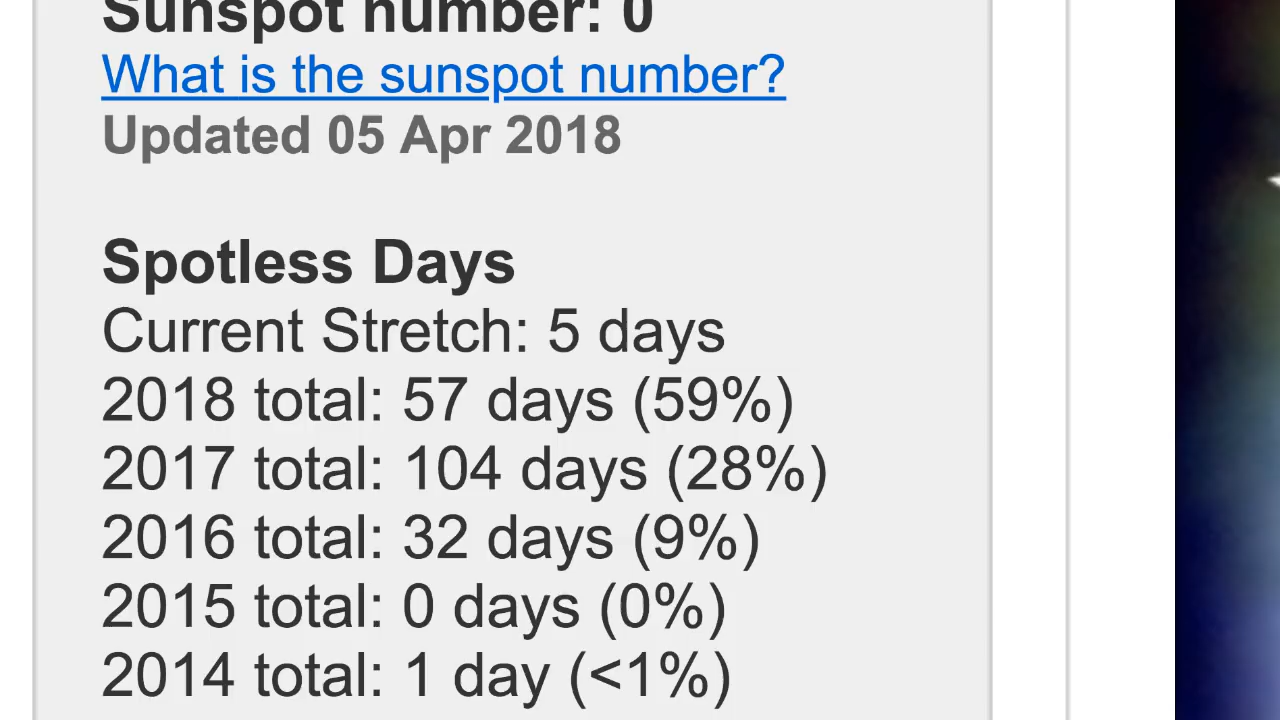 Sunspot number: 0
What is the sunspot number?
Updated 05 Apr 2018
Spotless Days
Current Stretch: 5 days
2018 total: 57 days (59%)
2017 total: 104 days (28%)
2016 total: 32 days (9%)
2015 total: 0 days (0%)
2014 total: 1 day (<1%)